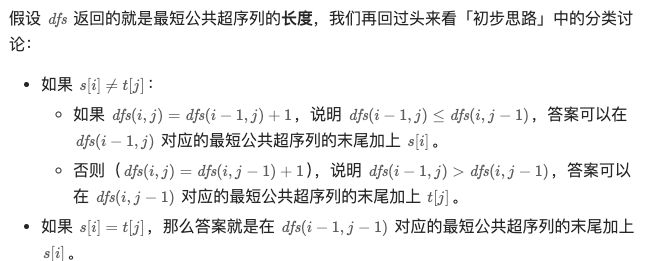 假设 dfs 返回的就是最短公共超序列的长度，我们再回过头来看「初步思路」中的分类讨
论：
• 如果 s[i] ≠ t[j]：
◦ 如果 dfs(i, j) = dfs(i − 1, j) + 1，说明 dfs(i − 1, j) ≤ dfs(i, j − 1)，答案可以在
dfs(i − 1, j) 对应的最短公共超序列的末尾加上 s[i]。
◦ 否则（dfs(i, j) = dfs(i, j − 1) + 1），说明 dfs(i − 1, j) > dfs(i, j − 1)，答案可以
在 dfs(i, j − 1) 对应的最短公共超序列的末尾加上 t[j]。
• 如果 s[i] = t[j]，那么答案就是在 dfs(i − 1, j − 1) 对应的最短公共超序列的末尾加上
s[i]。